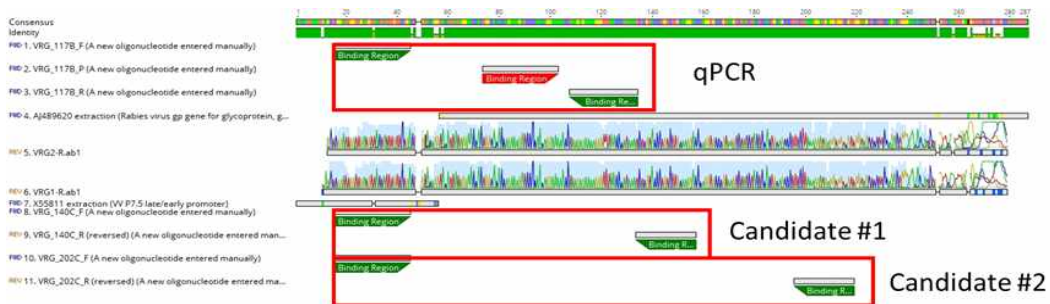 Consensus
1 20 40 60 80 100 120 140 160 180 200 220 240 260 280 287
Identity
FWD 1. VRG_117B_F (A new oligonucleotide entered manually)
Binding Region
FWD 2. VRG_117B_P (A new oligonucleotide entered manually)
Binding Region
qPCR
FWD 3. VRG_117B_R (A new oligonucleotide entered manually)
Binding Re...
FWD 4. AJ489620 extraction (Rabies virus gp gene for glycoprotein, g...
REV 5. VRG2-R.ab1
REV 6. VRG1-R.ab1
FWD 7. X55811 extraction (VV P7.5 late/early promoter)
FWD 8. VRG_140C_F (A new oligonucleotide entered manually)
Binding Region
REV 9. VRG_140C_R (reversed) (A new oligonucleotide entered man...
Binding R...
Candidate #1
FWD 10. VRG_202C_F (A new oligonucleotide entered manually)
Binding Region
REV 11. VRG_202C_R (reversed) (A new oligonucleotide entered ma...
Binding R...
Candidate #2